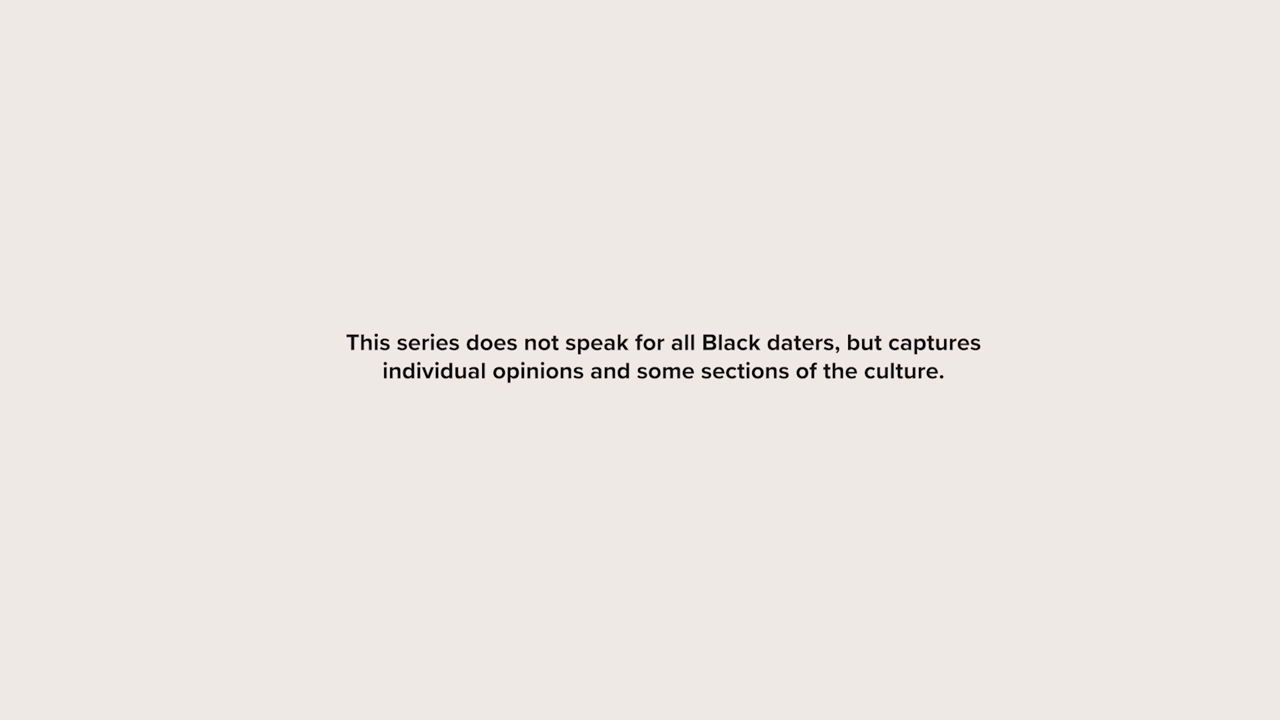 This series does not speak for all Black daters, but captures
individual opinions and some sections of the culture.